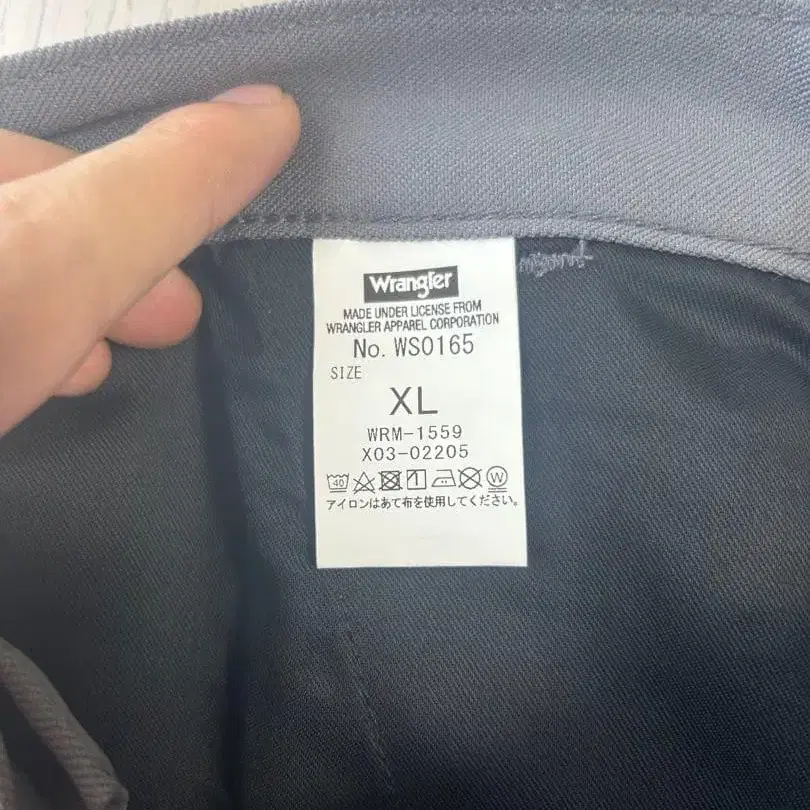 Wrangler
MADE UNDER LICENSE FROM
WRANGLER APPAREL CORPORATION
No. WS0165
SIZE
XL
WRM-1559
X03-02205
40 W
アイロンはあて布を使用してください。